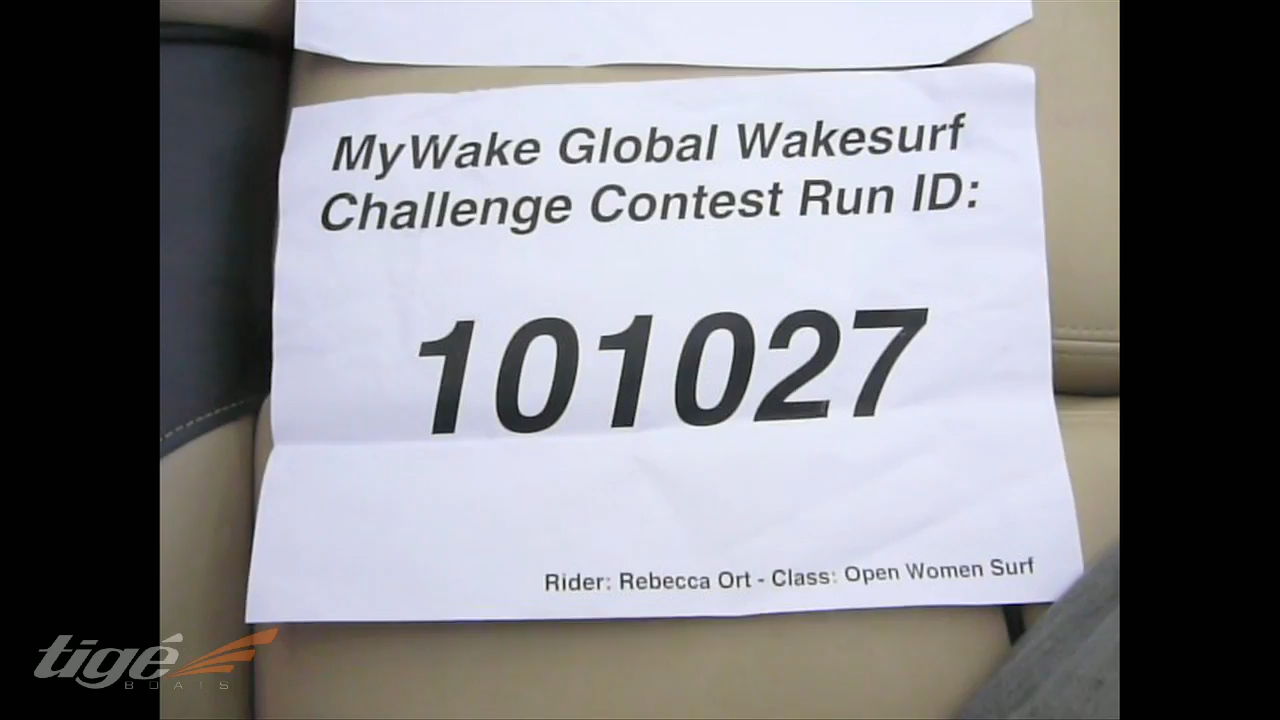 MyWake Global Wakesurf
Challenge Contest Run ID:
101027
Rider: Rebecca Ort - Class: Open Women Surf
tigé
BOATS